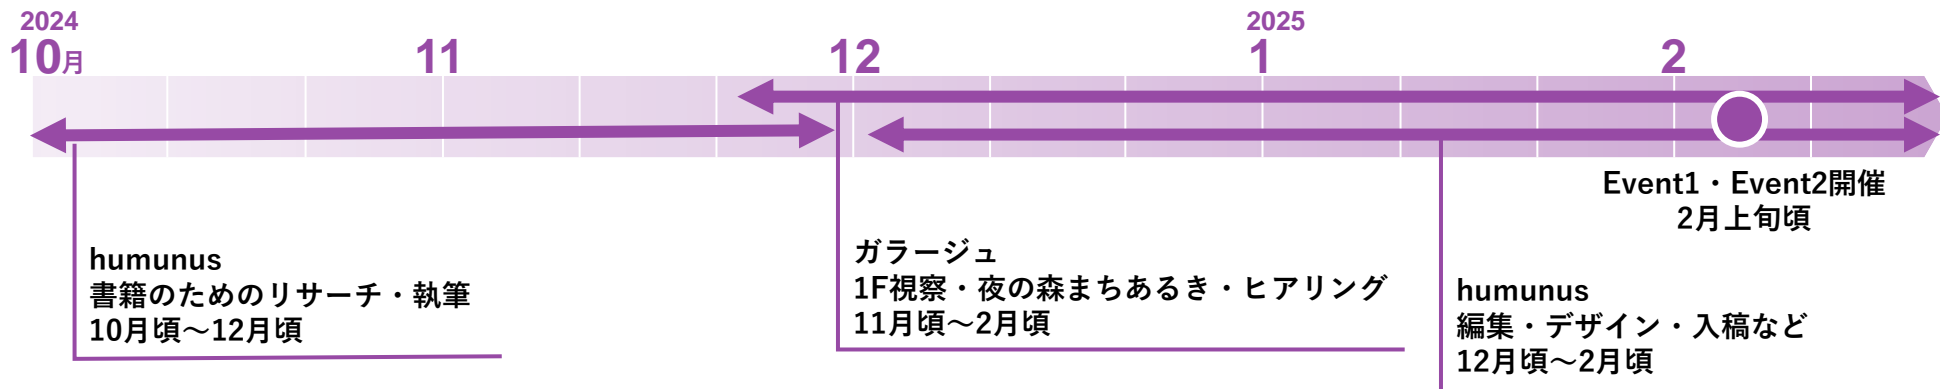 2024
10月
11
12
2025
1
2
Event1・Event2開催
2月上旬頃
humunus
書籍のためのリサーチ・執筆
10月頃～12月頃
ガラージュ
1F視察・夜の森まちあるき・ヒアリング
11月頃～2月頃
humunus
編集・デザイン・入稿など
12月頃～2月頃